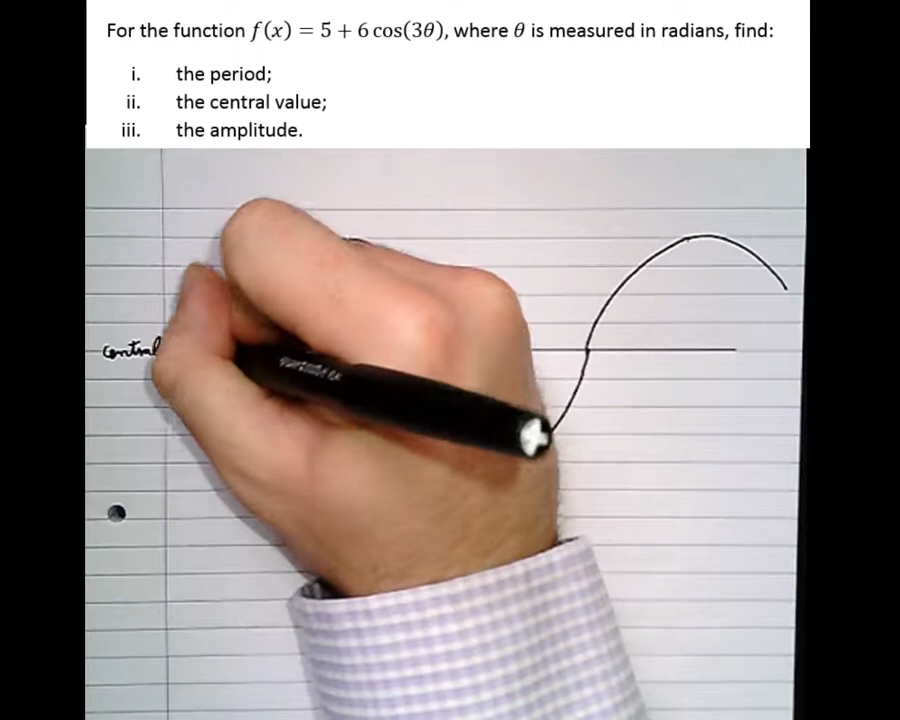 For the function f(x) = 5 + 6 cos(3θ), where θ is measured in radians, find:
i. the period;
ii. the central value;
iii. the amplitude.
central